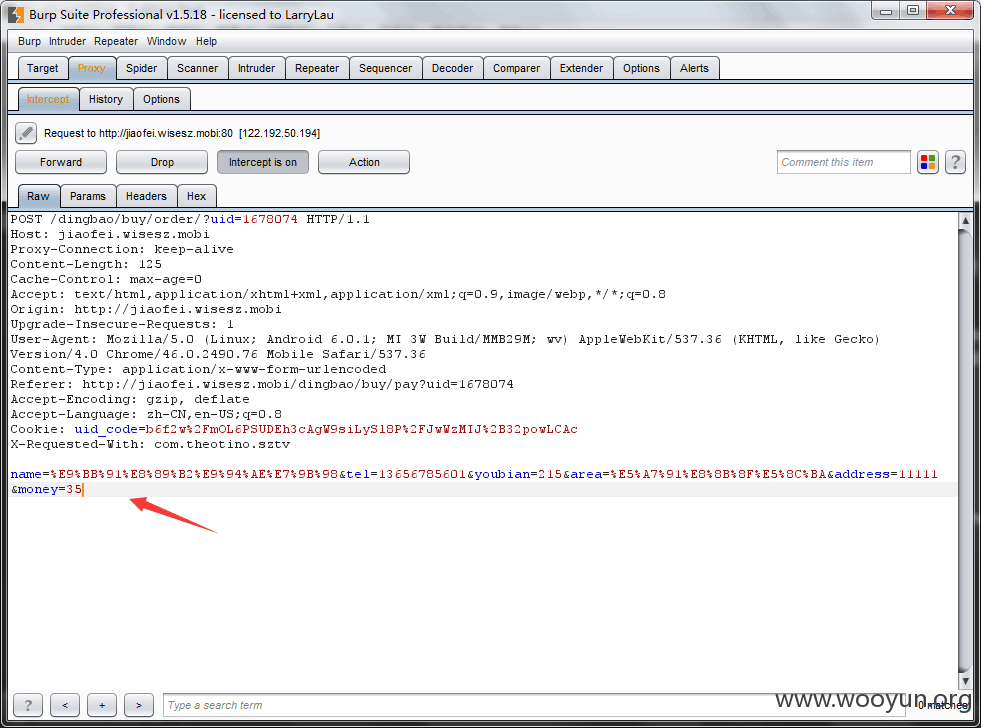 Burp Suite Professional v1.5.18 - licensed to LarryLau
Burp Intruder Repeater Window Help
Target Proxy Spider Scanner Intruder Repeater Sequencer Decoder Comparer Extender Options Alerts
Intercept History Options
Request to http://jiaofei.wisesz.mobi:80 [122.192.50.194]
Forward Drop Intercept is on Action Comment this item ?
Raw Params Headers Hex
POST /dingbao/buy/order/?uid=1678074 HTTP/1.1
Host: jiaofei.wisesz.mobi
Proxy-Connection: keep-alive
Content-Length: 125
Cache-Control: max-age=0
Accept: text/html,application/xhtml+xml,application/xml;q=0.9,image/webp,*/*;q=0.8
Origin: http://jiaofei.wisesz.mobi
Upgrade-Insecure-Requests: 1
User-Agent: Mozilla/5.0 (Linux; Android 6.0.1; MI 3W Build/MMB29M; wv) AppleWebKit/537.36 (KHTML, like Gecko)
Version/4.0 Chrome/46.0.2490.76 Mobile Safari/537.36
Content-Type: application/x-www-form-urlencoded
Referer: http://jiaofei.wisesz.mobi/dingbao/buy/pay?uid=1678074
Accept-Encoding: gzip, deflate
Accept-Language: zh-CN,en-US;q=0.8
Cookie: uid_code=b6f2w%2FmOL6PSUDEh3cAgW9siLyS18P%2FJwWzMIJ%2B32powLCAc
X-Requested-With: com.theotino.sztv
name=%E9%BB%91%E8%89%B2%E9%94%AE%E7%9B%98&tel=13656785601&youbian=215&area=%E5%A7%91%E8%8B%8F%E5%8C%BA&address=11111
&money=35
? < + > Type a search term 0 matches
www.wooyun.org